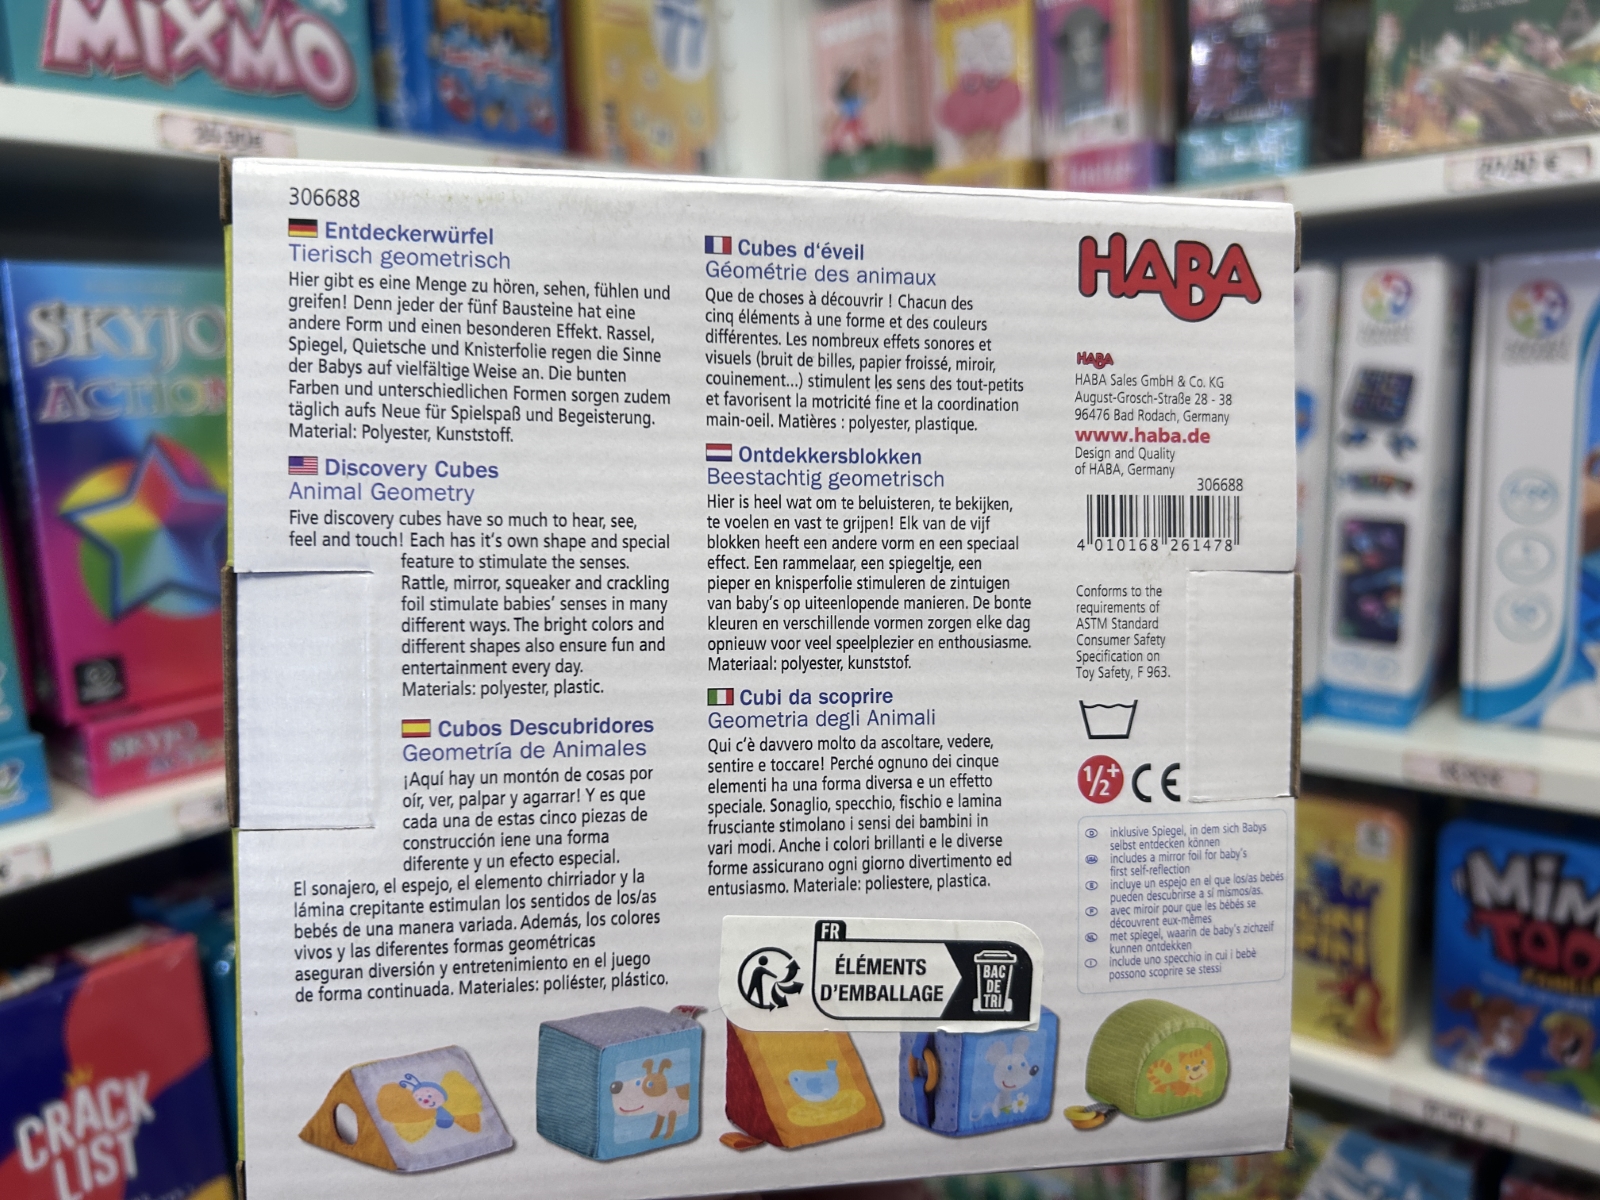 MIXMO
SKYJO
ACTION
SKYJO
CRACK
LIST
306688
Entdeckerwürfel
Tierisch geometrisch
Hier gibt es eine Menge zu hören, sehen, fühlen und
greifen! Denn jeder der fünf Bausteine hat eine
andere Form und einen besonderen Effekt. Rassel,
Spiegel, Quietsche und Knisterfolie regen die Sinne
der Babys auf vielfältige Weise an. Die bunten
Farben und unterschiedlichen Formen sorgen zudem
täglich aufs Neue für Spielspaß und Begeisterung.
Material: Polyester, Kunststoff.
Discovery Cubes
Animal Geometry
Five discovery cubes have so much to hear, see,
feel and touch! Each has it's own shape and special
feature to stimulate the senses.
Rattle, mirror, squeaker and crackling
foil stimulate babies' senses in many
different ways. The bright colors and
different shapes also ensure fun and
entertainment every day.
Materials: polyester, plastic.
Cubos Descubridores
Geometría de Animales
¡Aquí hay un montón de cosas por
oír, ver, palpar y agarrar! Y es que
cada una de estas cinco piezas de
construcción iene una forma
diferente y un efecto especial.
El sonajero, el espejo, el elemento chirriador y la
lámina crepitante estimulan los sentidos de los/as
bebés de una manera variada. Además, los colores
vivos y las diferentes formas geométricas
aseguran diversión y entretenimiento en el juego
de forma continuada. Materiales: poliéster, plástico.
Cubes d'éveil
Géométrie des animaux
Que de choses à découvrir ! Chacun des
cinq éléments à une forme et des couleurs
différentes. Les nombreux effets sonores et
visuels (bruit de billes, papier froissé, miroir,
couinement...) stimulent les sens des tout-petits
et favorisent la motricité fine et la coordination
main-oeil. Matières : polyester, plastique.
Ontdekkersblokken
Beestachtig geometrisch
Hier is heel wat om te beluisteren, te bekijken,
te voelen en vast te grijpen! Elk van de vijf
blokken heeft een andere vorm en een speciaal
effect. Een rammelaar, een spiegeltje, een
pieper en knisperfolie stimuleren de zintuigen
van baby's op uiteenlopende manieren. De bonte
kleuren en verschillende vormen zorgen elke dag
opnieuw voor veel speelplezier en enthousiasme.
Materiaal: polyester, kunststof.
Cubi da scoprire
Geometria degli Animali
Qui c'è davvero molto da ascoltare, vedere,
sentire e toccare! Perché ognuno dei cinque
elementi ha una forma diversa e un effetto
speciale. Sonaglio, specchio, fischio e lamina
frusciante stimolano i sensi dei bambini in
vari modi. Anche i colori brillanti e le diverse
forme assicurano ogni giorno divertimento ed
entusiasmo. Materiale: poliestere, plastica.
FR
ÉLÉMENTS
D'EMBALLAGE
BAC
DE
TRI
HABA
HABA
HABA Sales GmbH & Co. KG
August-Grosch-Straße 28 - 38
96476 Bad Rodach, Germany
www.haba.de
Design and Quality
of HABA, Germany
306688
4 010168 261478
Conforms to the
requirements of
ASTM Standard
Consumer Safety
Specification on
Toy Safety, F 963.
1/2+ CE
D inklusive Spiegel, in dem sich Babys
selbst entdecken können
includes a mirror foil for baby's
first self-reflection
E incluye un espejo en el que los/as bebés
pueden descubrirse a sí mismos/as.
F avec miroir pour que les bébés se
découvrent eux-mêmes
NL met spiegel, waarin de baby's zichzelf
kunnen ontdekken
I include uno specchio in cui i bebè
possono scoprire se stessi